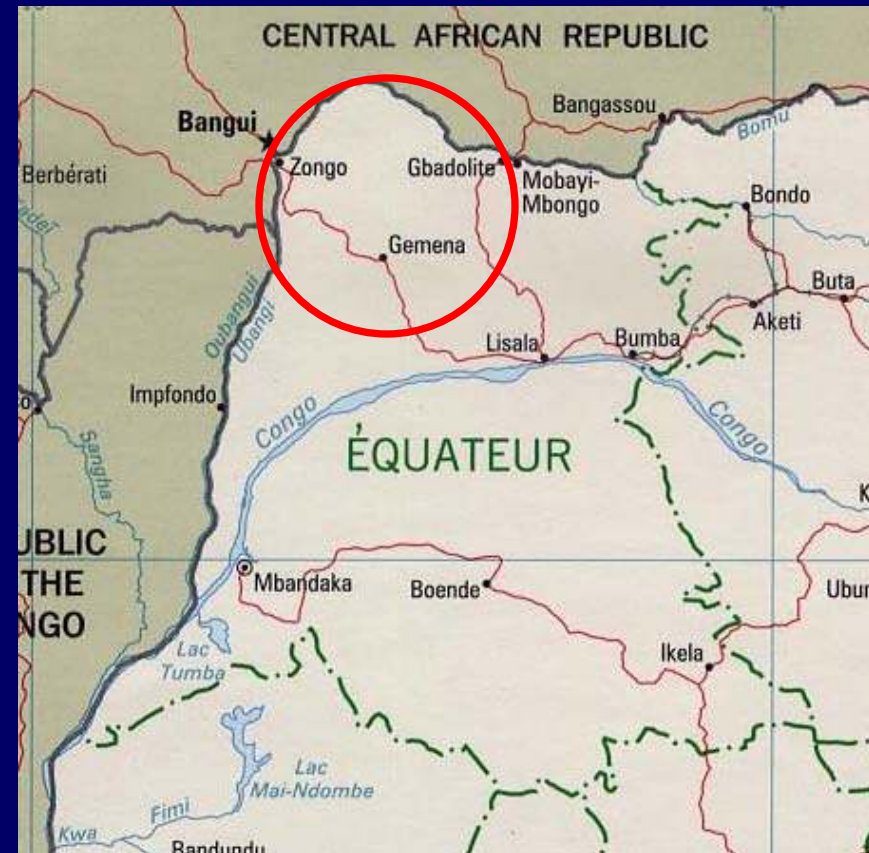 CENTRAL AFRICAN REPUBLIC
Bangassou
Bomu
Bangui
Zongo
Gbadolite
Mobayi-
Mbongo
Berbérati
Bondo
Gemena
Buta
Oubangui
Ubangi
Aketi
Lisala
Bumba
Impfondo
Congo
Congo
Sangha
ÉQUATEUR
K
UBLIC
THE
NGO
Mbandaka
Boende
Ubun
Lac
Tumba
Ikela
Lac
Mai-Ndombe
Fimi
Kwa
Bandundu